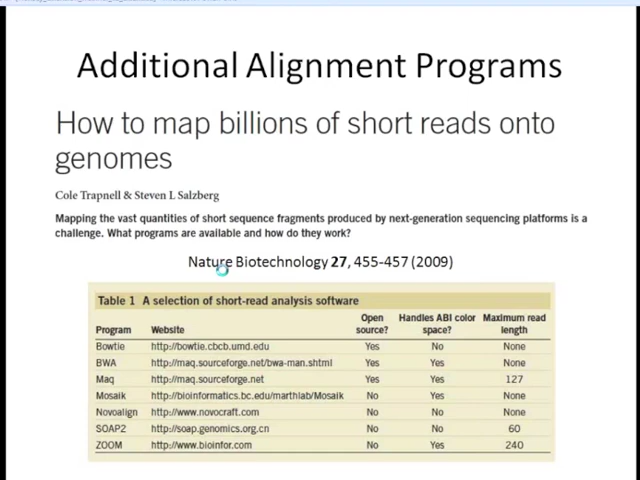 Additional Alignment Programs
How to map billions of short reads onto
genomes
Cole Trapnell & Steven L Salzberg
Mapping the vast quantities of short sequence fragments produced by next-generation sequencing platforms is a
challenge. What programs are available and how do they work?
Nature Biotechnology 27, 455-457 (2009)
Table 1 A selection of short-read analysis software
Program Website Open source? Handles ABI color space? Maximum read length
Bowtie http://bowtie.cbcb.umd.edu Yes No None
BWA http://maq.sourceforge.net/bwa-man.shtml Yes Yes None
Maq http://maq.sourceforge.net Yes Yes 127
Mosaik http://bioinformatics.bc.edu/marthlab/Mosaik No Yes None
Novoalign http://www.novocraft.com No No None
SOAP2 http://soap.genomics.org.cn No No 60
ZOOM http://www.bioinfor.com No Yes 240